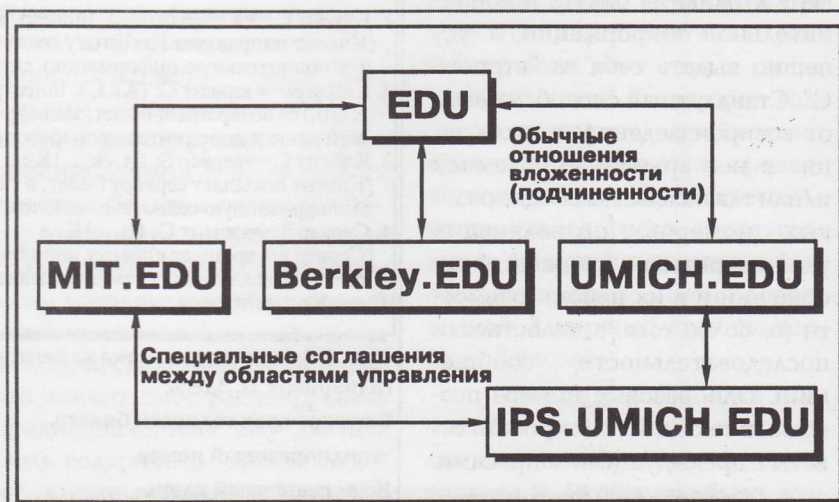 EDU
Обычные
отношения
вложенности
(подчиненности)
MIT.EDU
Berkley.EDU
UMICH.EDU
Специальные соглашения
между областями управления
IPS.UMICH.EDU